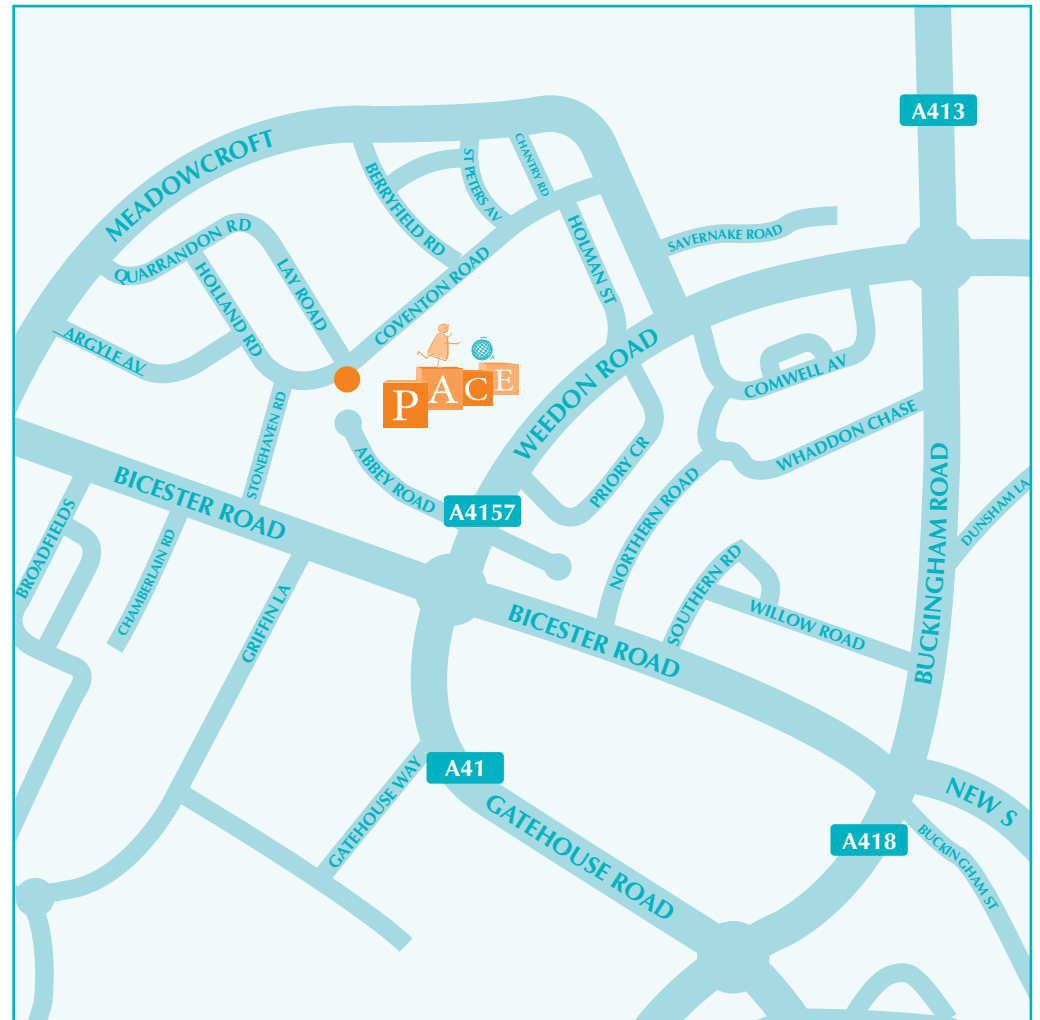 A413
MEADOWCROFT
CHANTRY RD
ST PETERS AV
BERRYFIELD RD
QUARRANDON RD
HOLMAN ST
SAVERNAKE ROAD
LAY ROAD
HOLLAND RD
COVENTON ROAD
ARGYLE AV
PACE
WEEDON ROAD
COMWELL AV
WHADDON CHASE
STONEHAVEN RD
ABBEY ROAD
PRIORY CR
BICESTER ROAD
A4157
NORTHERN ROAD
BUCKINGHAM ROAD
DUNSHAM LA
BROADFIELDS
CHAMBERLAIN RD
GRIFFIN LA
SOUTHERN RD
WILLOW ROAD
BICESTER ROAD
A41
GATEHOUSE WAY
GATEHOUSE ROAD
NEW S
A418
BUCKINGHAM ST